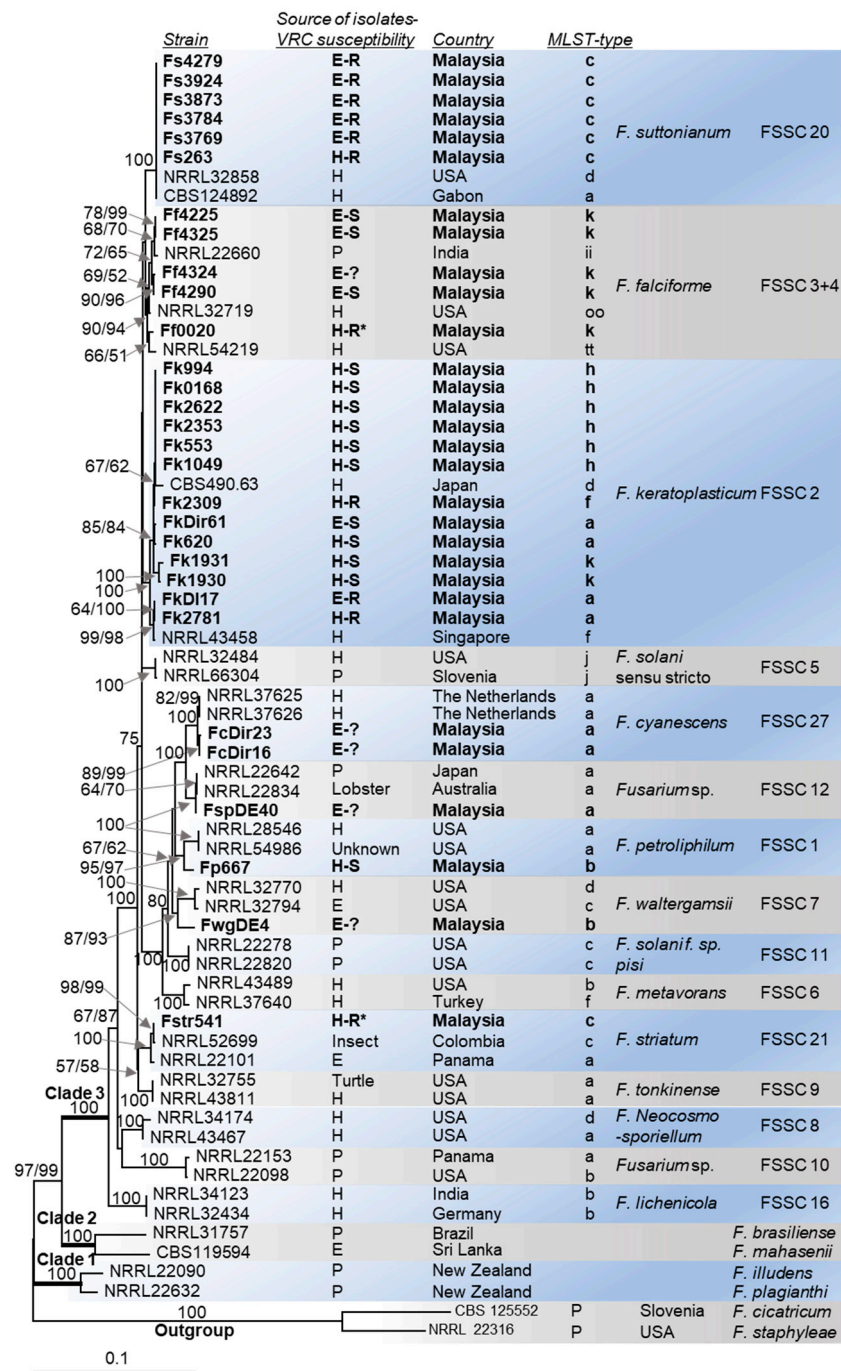 Source of isolates-
Strain VRC susceptibility Country MLST-type
Fs4279 E-R Malaysia c
Fs3924 E-R Malaysia c
Fs3873 E-R Malaysia c
Fs3784 E-R Malaysia c F. suttonianum FSSC 20
Fs3769 E-R Malaysia c
100 Fs263 H-R Malaysia c
NRRL32858 H USA d
CBS124892 H Gabon a
78/99 Ff4225 E-S Malaysia k
68/70 Ff4325 E-S Malaysia k
72/65 NRRL22660 P India ii
69/52 Ff4324 E-? Malaysia k F. falciforme FSSC 3+4
90/96 Ff4290 E-S Malaysia k
NRRL32719 H USA oo
90/94 Ff0020 H-R* Malaysia k
66/51 NRRL54219 H USA tt
Fk994 H-S Malaysia h
Fk0168 H-S Malaysia h
Fk2622 H-S Malaysia h
Fk2353 H-S Malaysia h
Fk553 H-S Malaysia h
67/62 Fk1049 H-S Malaysia h
CBS490.63 H Japan d F. keratoplasticum FSSC 2
Fk2309 H-R Malaysia f
85/84 FkDir61 E-S Malaysia a
Fk620 H-S Malaysia a
Fk1931 H-S Malaysia k
100 Fk1930 H-S Malaysia k
100 FkDI17 E-R Malaysia a
64/100 Fk2781 H-R Malaysia a
99/98 NRRL43458 H Singapore f
NRRL32484 H USA j F. solani FSSC 5
100 NRRL66304 P Slovenia j sensu stricto
82/99 NRRL37625 H The Netherlands a
100 NRRL37626 H The Netherlands a F. cyanescens FSSC 27
75 FcDir23 E-? Malaysia a
100 FcDir16 E-? Malaysia a
89/99 NRRL22642 P Japan a
64/70 NRRL22834 Lobster Australia a Fusarium sp. FSSC 12
FspDE40 E-? Malaysia a
100 NRRL28546 H USA a
67/62 NRRL54986 Unknown USA a F. petroliphilum FSSC 1
95/97 Fp667 H-S Malaysia b
100 NRRL32770 H USA d
100 80 NRRL32794 E USA c F. waltergamsii FSSC 7
87/93 FwgDE4 E-? Malaysia b
NRRL22278 P USA c F. solani f. sp. FSSC 11
100 100 NRRL22820 P USA c pisi
98/99 NRRL43489 H USA b F. metavorans FSSC 6
100 NRRL37640 H Turkey f
67/87 Fstr541 H-R* Malaysia c
100 NRRL52699 Insect Colombia c F. striatum FSSC 21
57/58 NRRL22101 E Panama a
Clade 3 NRRL32755 Turtle USA a F. tonkinense FSSC 9
100 100 NRRL43811 H USA a
100 NRRL34174 H USA d F. Neocosmo FSSC 8
NRRL43467 H USA a -sporiellum
97/99 100 NRRL22153 P Panama a Fusarium sp. FSSC 10
NRRL22098 P USA b
100 NRRL34123 H India b F. lichenicola FSSC 16
NRRL32434 H Germany b
Clade 2
100 NRRL31757 P Brazil F. brasiliense
Clade 1 CBS119594 E Sri Lanka F. mahasenii
100 NRRL22090 P New Zealand F. illudens
NRRL22632 P New Zealand F. plagianthi
100 CBS 125552 P Slovenia F. cicatricum
Outgroup NRRL 22316 P USA F. staphyleae
0.1